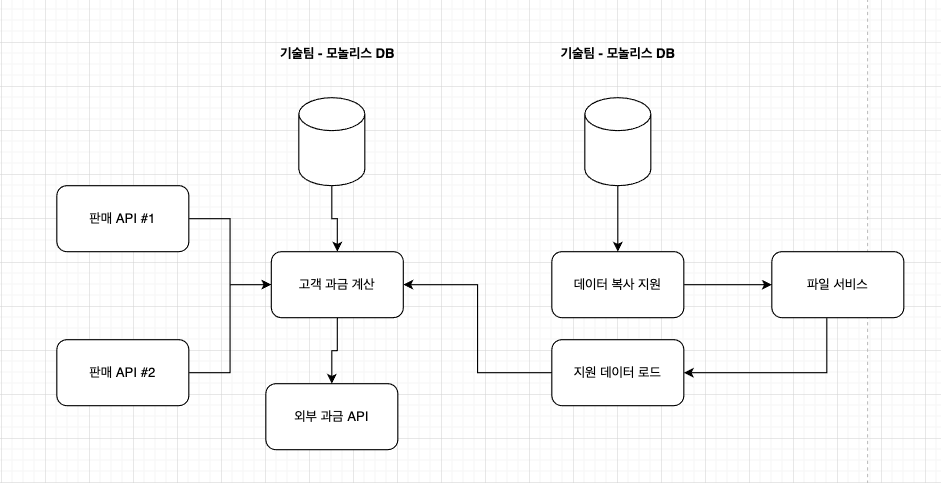 기술팀 - 모놀리스 DB
기술팀 - 모놀리스 DB
판매 API #1
고객 과금 계산
데이터 복사 지원
파일 서비스
판매 API #2
지원 데이터 로드
외부 과금 API